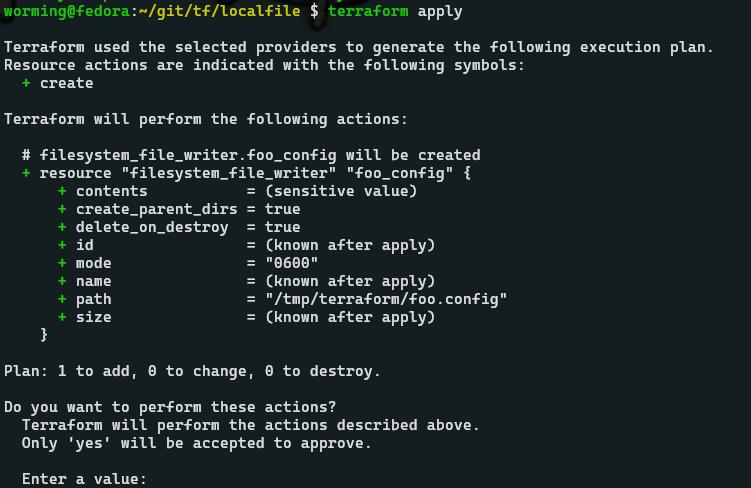 worming@fedora:~/git/tf/localfile $ terraform apply
Terraform used the selected providers to generate the following execution plan.
Resource actions are indicated with the following symbols:
+ create
Terraform will perform the following actions:
# filesystem_file_writer.foo_config will be created
+ resource "filesystem_file_writer" "foo_config" {
+ contents = (sensitive value)
+ create_parent_dirs = true
+ delete_on_destroy = true
+ id = (known after apply)
+ mode = "0600"
+ name = (known after apply)
+ path = "/tmp/terraform/foo.config"
+ size = (known after apply)
}
Plan: 1 to add, 0 to change, 0 to destroy.
Do you want to perform these actions?
Terraform will perform the actions described above.
Only 'yes' will be accepted to approve.
Enter a value: